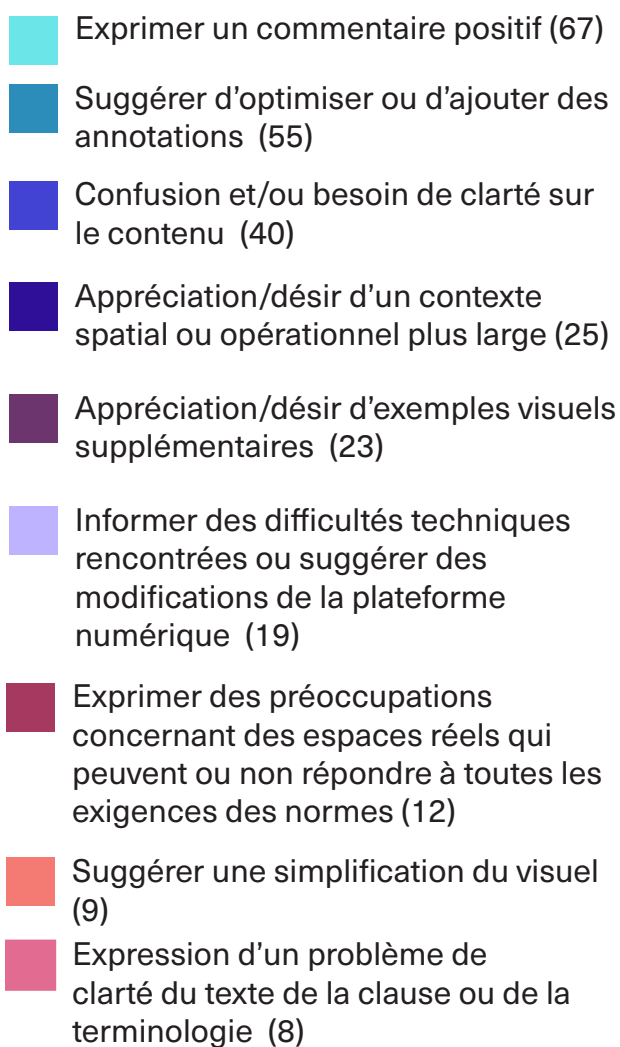 Exprimer un commentaire positif (67)
Suggérer d’optimiser ou d’ajouter des
annotations (55)
Confusion et/ou besoin de clarté sur
le contenu (40)
Appréciation/désir d’un contexte
spatial ou opérationnel plus large (25)
Appréciation/désir d’exemples visuels
supplémentaires (23)
Informer des difficultés techniques
rencontrées ou suggérer des
modifications de la plateforme
numérique (19)
Exprimer des préoccupations
concernant des espaces réels qui
peuvent ou non répondre à toutes les
exigences des normes (12)
Suggérer une simplification du visuel
(9)
Expression d’un problème de
clarté du texte de la clause ou de la
terminologie (8)